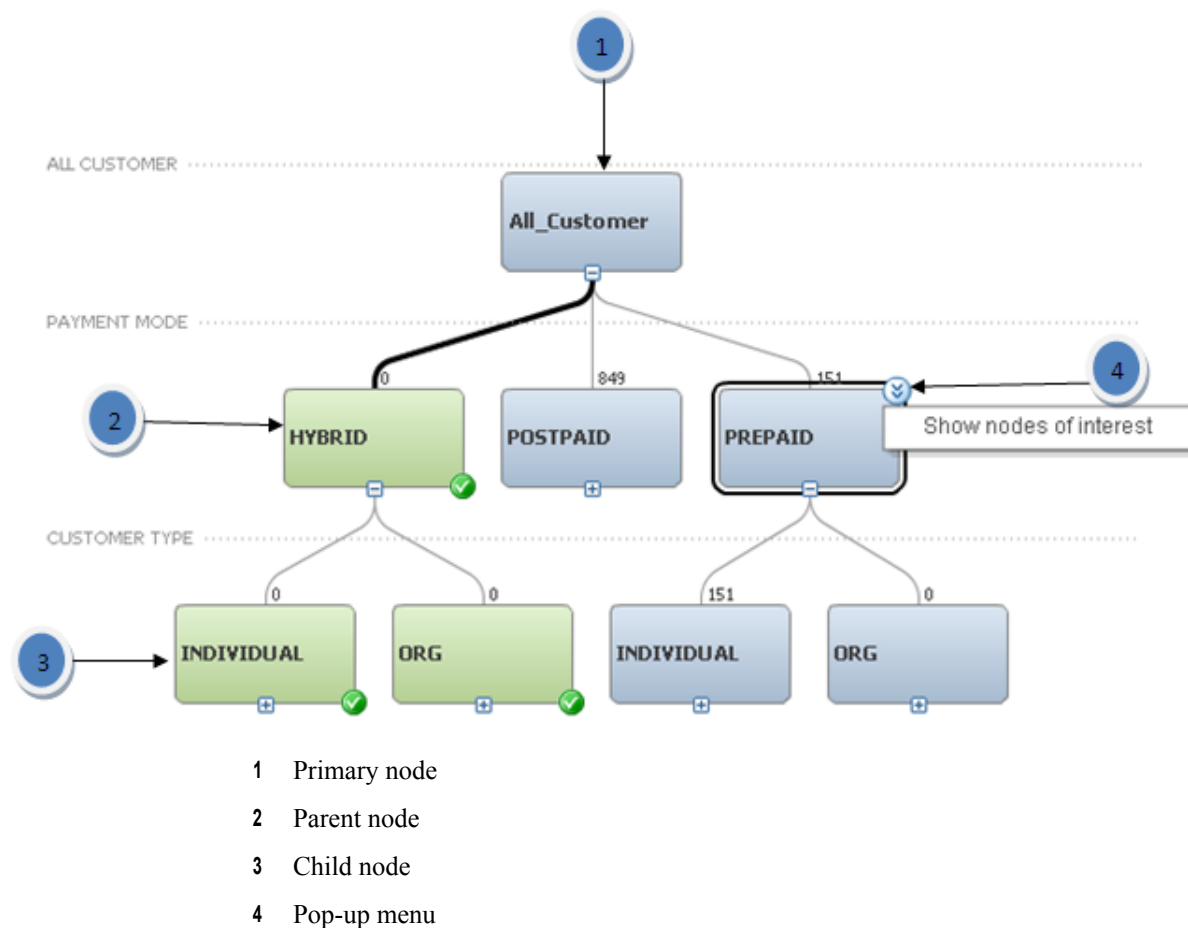 1
ALL CUSTOMER
All_Customer
PAYMENT MODE
0
849
151
4
2
HYBRID
POSTPAID
PREPAID
Show nodes of interest
CUSTOMER TYPE
0
0
151
0
3
INDIVIDUAL
ORG
INDIVIDUAL
ORG
1 Primary node
2 Parent node
3 Child node
4 Pop-up menu